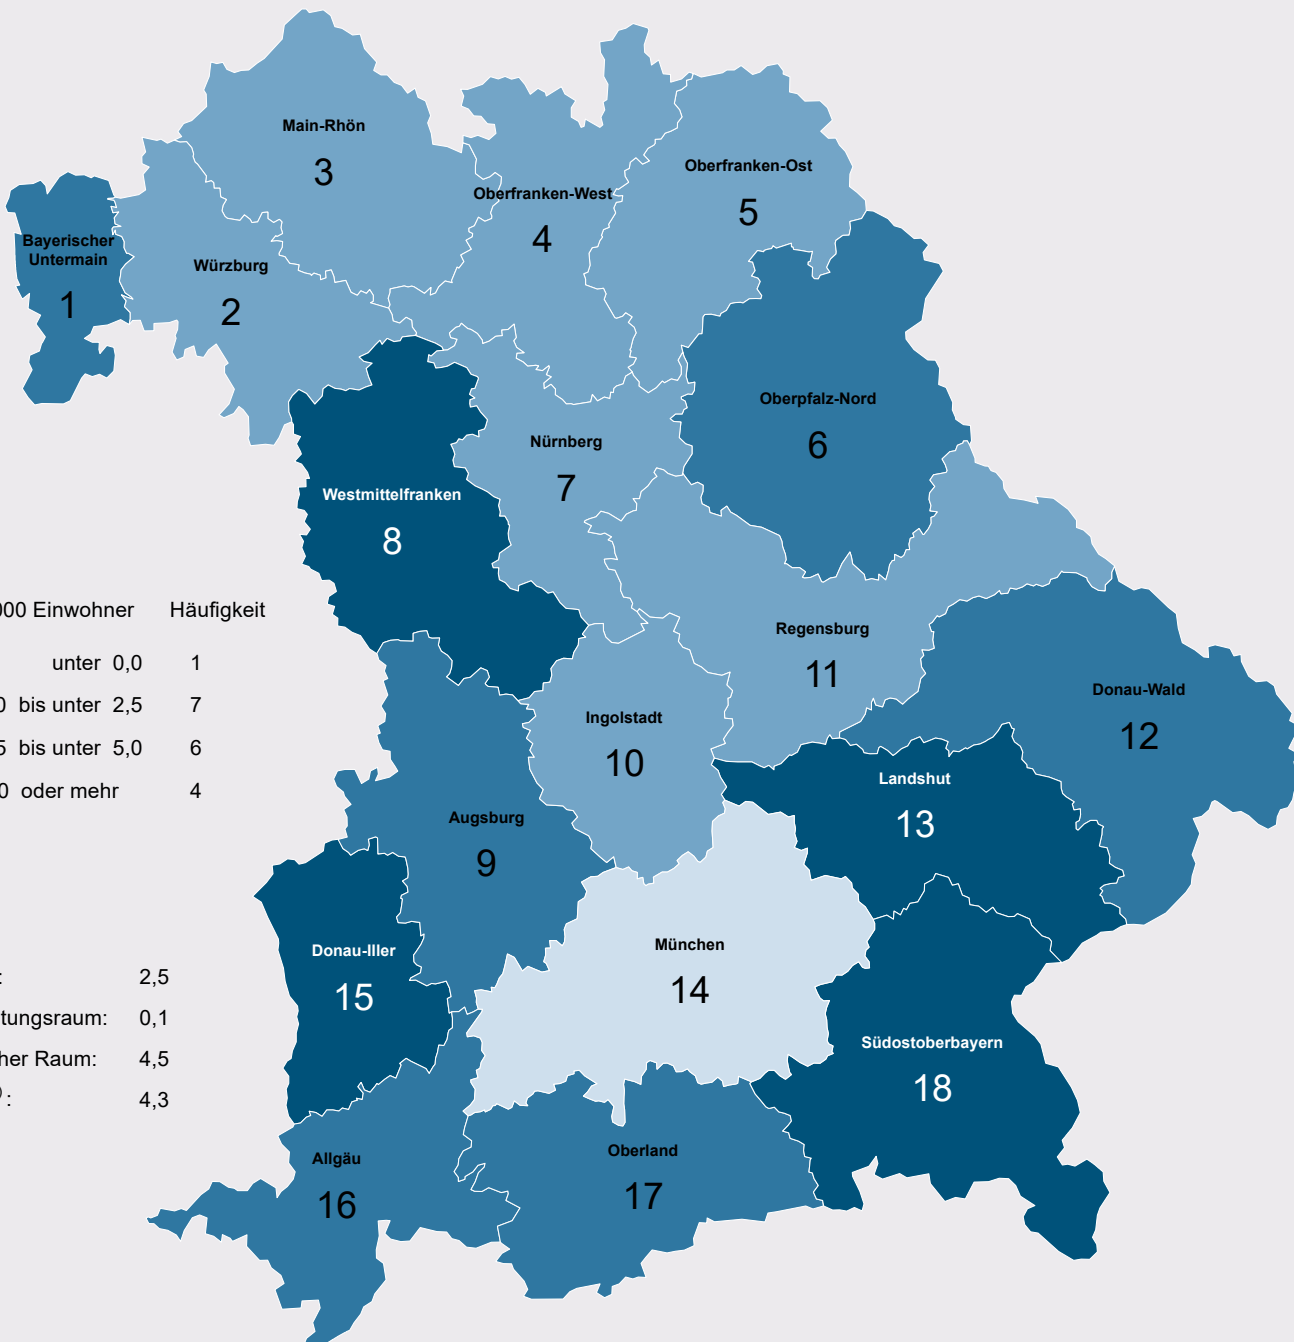 Main-Rhön
3
Oberfranken-Ost
5
Oberfranken-West
4
Bayerischer
Untermain
1
Würzburg
2
Oberpfalz-Nord
6
Nürnberg
7
Westmittelfranken
8
000 Einwohner Häufigkeit
unter 0,0 1
0 bis unter 2,5 7
5 bis unter 5,0 6
0 oder mehr 4
Regensburg
11
Donau-Wald
12
Ingolstadt
10
Landshut
13
Augsburg
9
Donau-Iller
15
München
14
: 2,5
tungsraum: 0,1
her Raum: 4,5
): 4,3
Südostoberbayern
18
Allgäu
16
Oberland
17